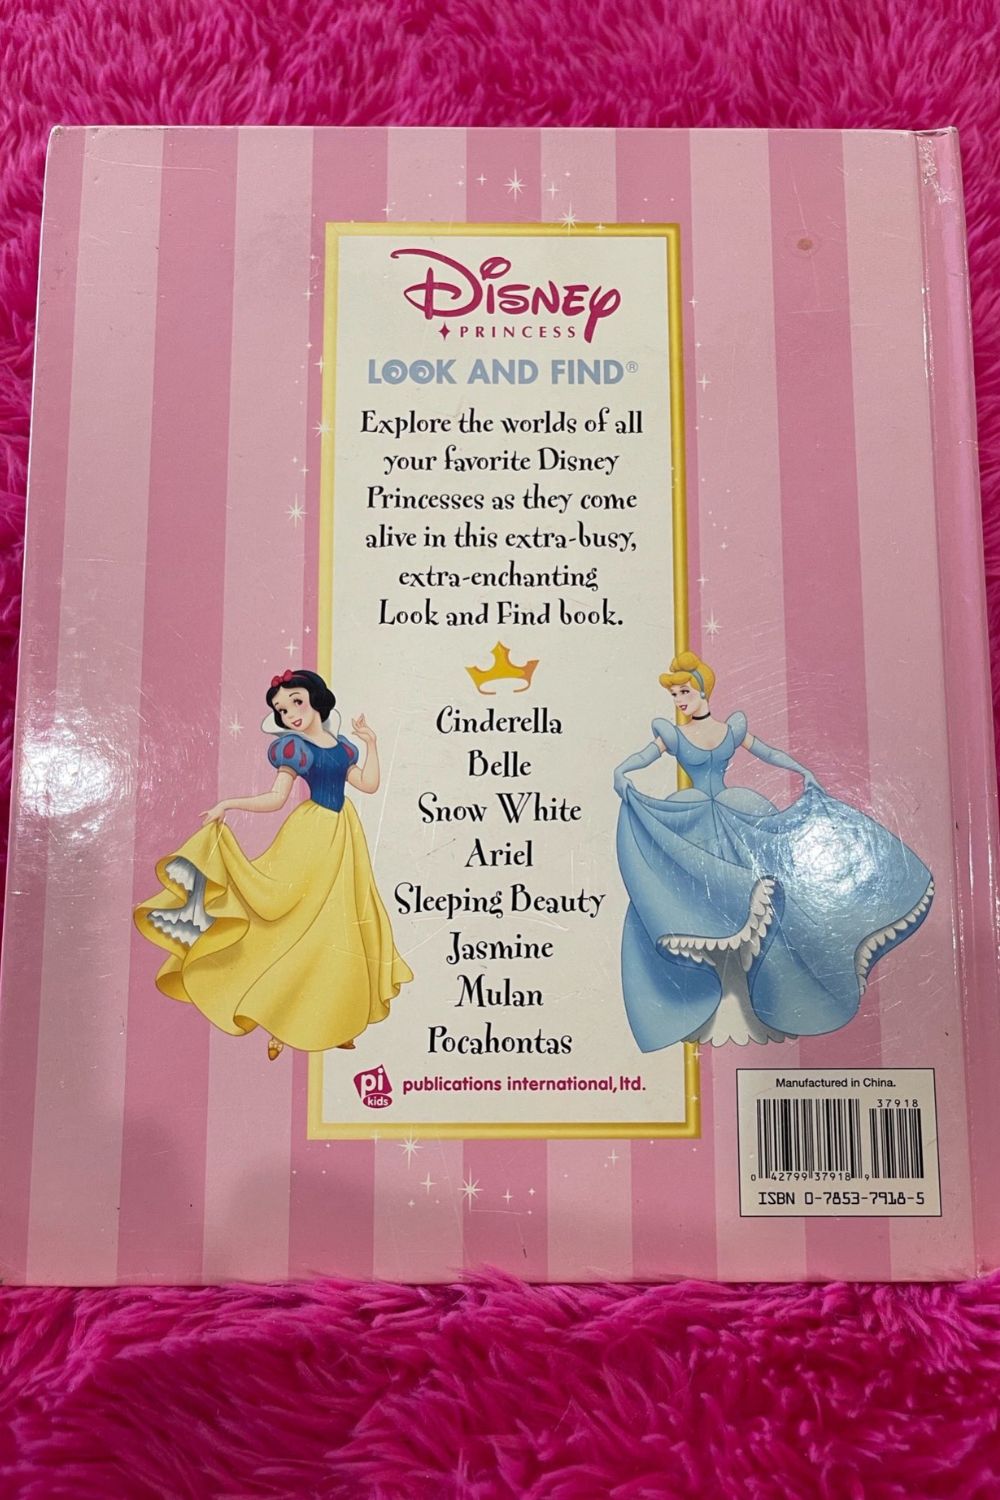 Disney
PRINCESS
LOOK AND FIND®
Explore the worlds of all
your favorite Disney
Princesses as they come
alive in this extra-busy,
extra-enchanting
Look and Find book.
Cinderella
Belle
Snow White
Ariel
Sleeping Beauty
Jasmine
Mulan
Pocahontas
pi
kids
publications international, ltd.
Manufactured in China.
37918
0 42799 37918 9
ISBN 0-7853-7918-5